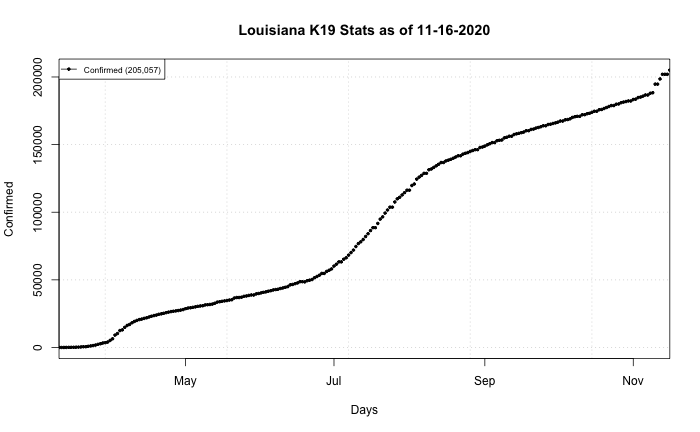 Louisiana K19 Stats as of 11-16-2020
Confirmed (205,057)
200000
150000
100000
50000
0
Confirmed
May
Jul
Sep
Nov
Days